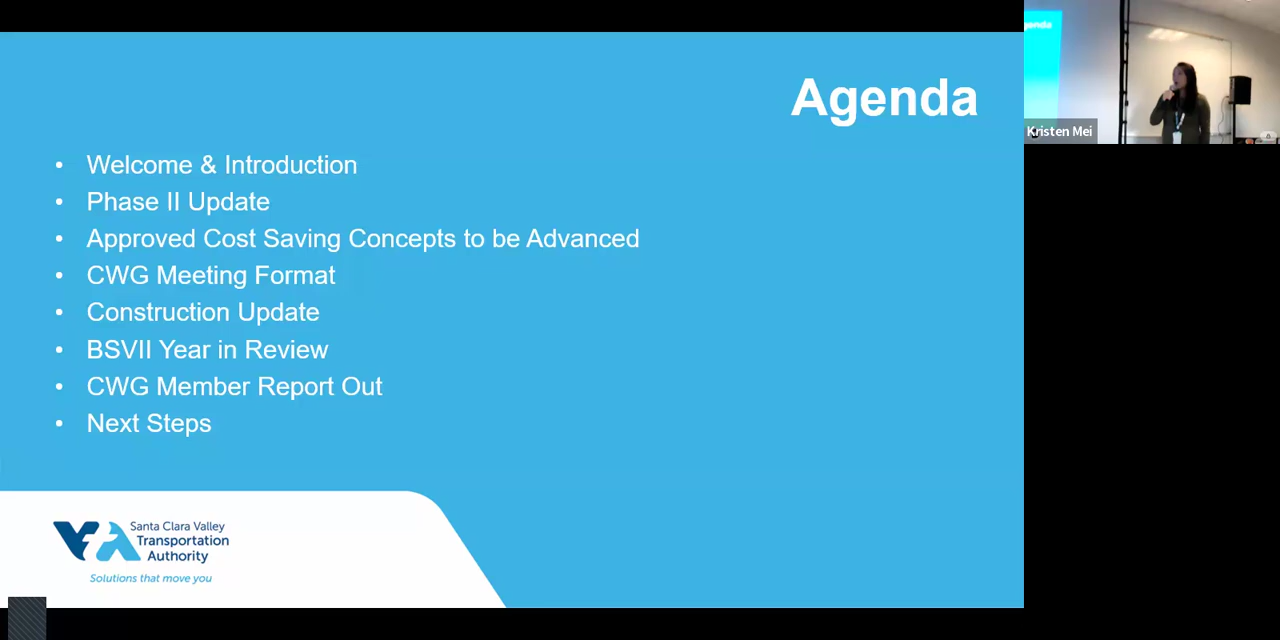 Agenda
• Welcome & Introduction
• Phase II Update
• Approved Cost Saving Concepts to be Advanced
• CWG Meeting Format
• Construction Update
• BSVII Year in Review
• CWG Member Report Out
• Next Steps
VTA
Santa Clara Valley
Transportation
Authority
Solutions that move you
genda
Kristen Mei